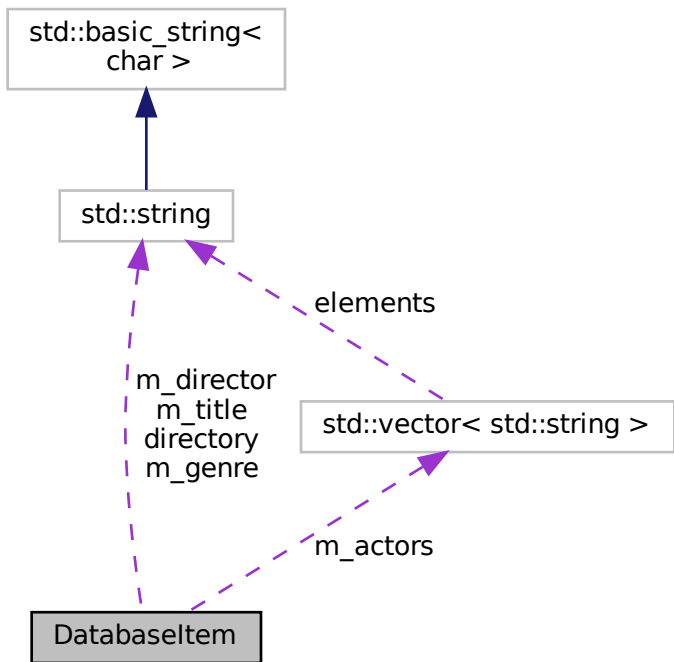 std::basic_string<
char >
std::string
elements
m_director
m_title
directory
m_genre
std::vector< std::string >
m_actors
DatabaseItem